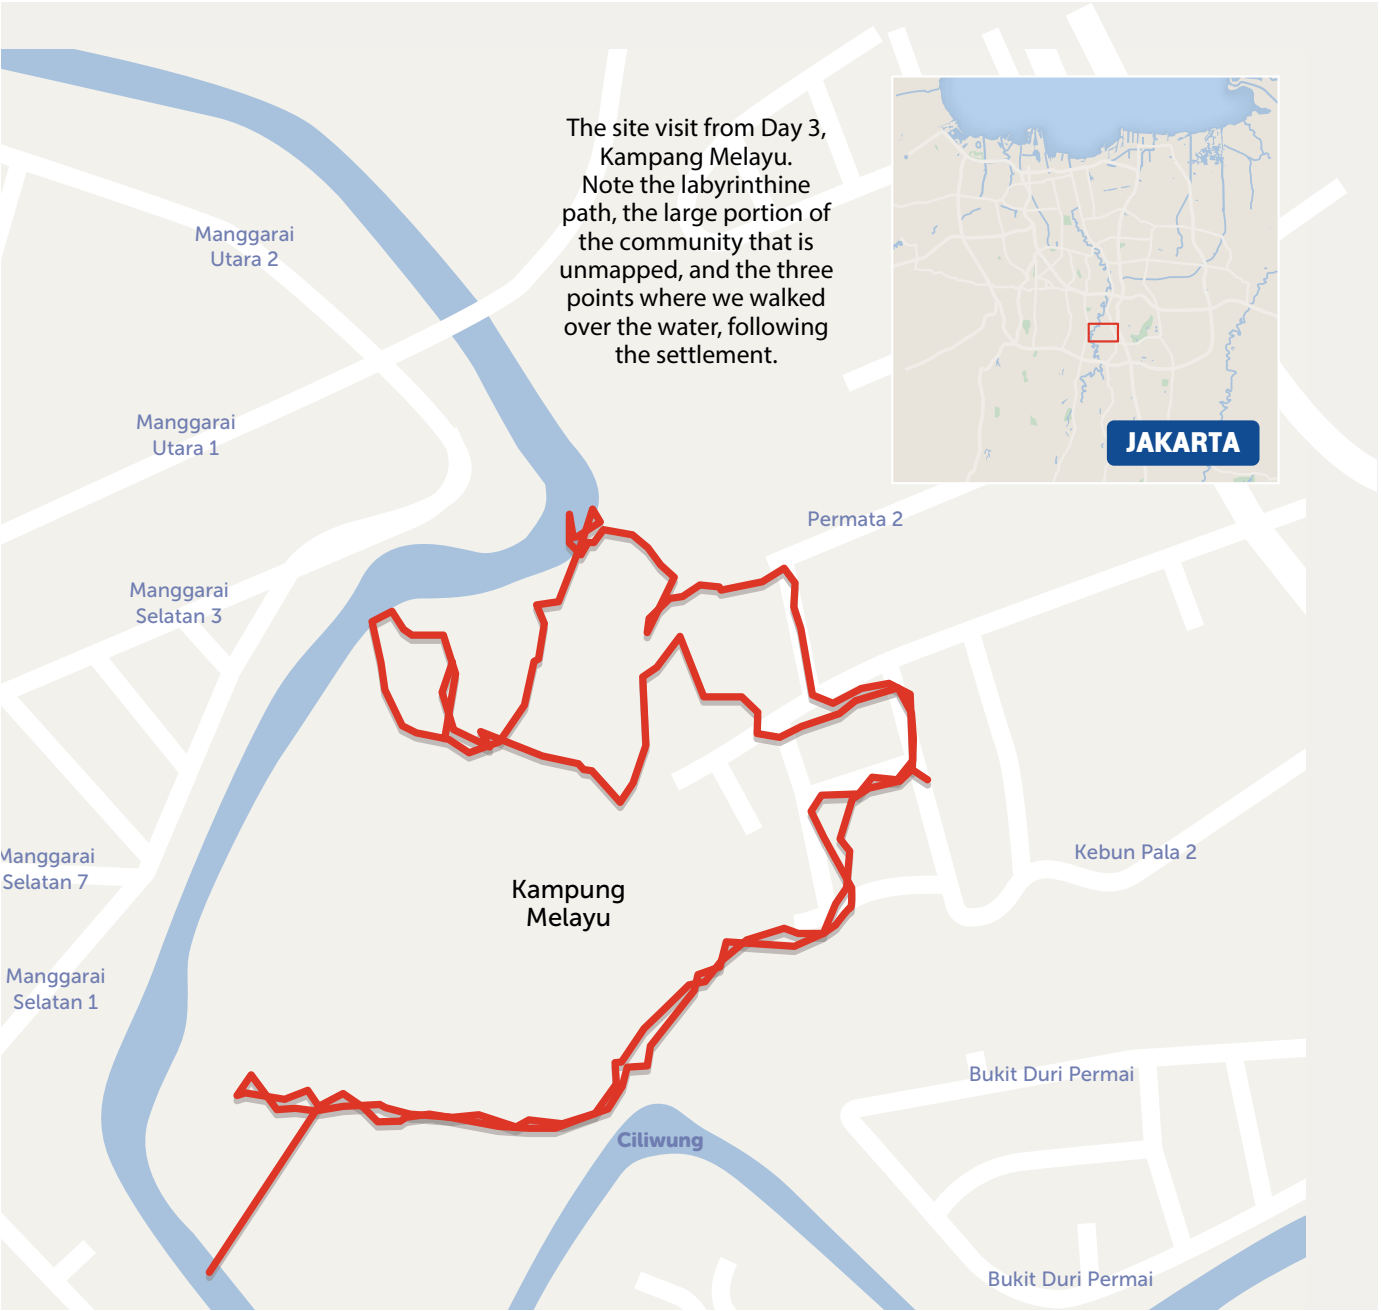 The site visit from Day 3,
Kampang Melayu.
Note the labyrinthine
path, the large portion of
the community that is
unmapped, and the three
points where we walked
over the water, following
the settlement.
JAKARTA
Manggarai
Utara 2
Manggarai
Utara 1
Permata 2
Manggarai
Selatan 3
Manggarai
Selatan 7
Kebun Pala 2
Kampung
Melayu
Manggarai
Selatan 1
Bukit Duri Permai
Ciliwung
Bukit Duri Permai